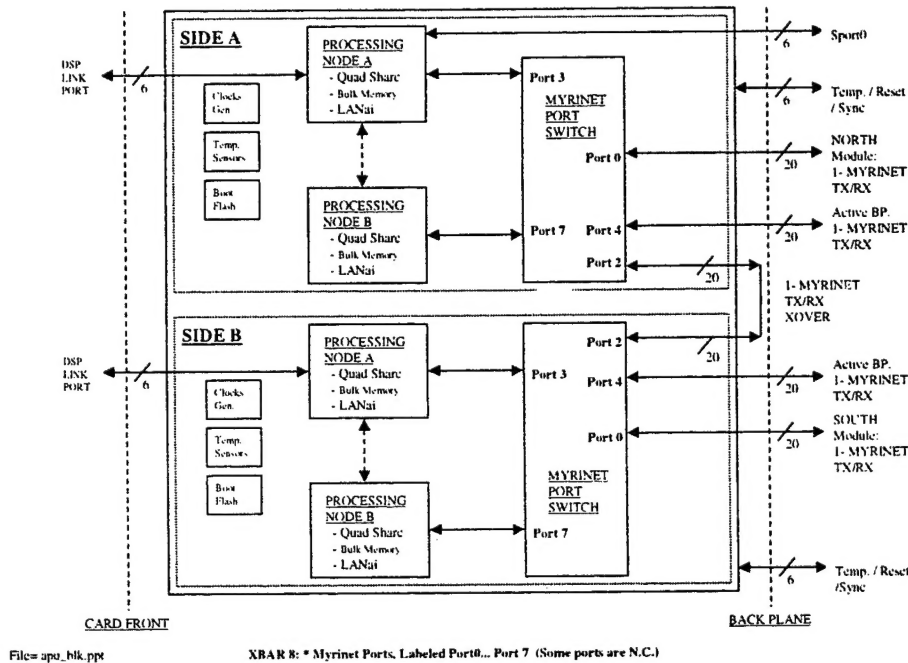 SIDE A
PROCESSING
NODE A
- Quad Share
- Bulk Memory
- LANai
DSP
LINK
PORT
6
Clocks
Gen
Temp.
Sensors
Boot
Flash
PROCESSING
NODE B
- Quad Share
- Bulk Memory
- LANai
Port 3
MYRINET
PORT
SWITCH
Port 0
Port 7
Port 4
Port 2
6
Sport0
6
Temp. / Reset
/ Sync
20
NORTH
Module:
1- MYRINET
TX/RX
20
Active BP.
1- MYRINET
TX/RX
20
1- MYRINET
TX/RX
XOVER
SIDE B
PROCESSING
NODE A
- Quad Share
- Bulk Memory
- LANai
DSP
LINK
PORT
6
Clocks
Gen.
Temp.
Sensors
Boot
Flash
PROCESSING
NODE B
- Quad Share
- Bulk Memory
- LANai
Port 2
Port 3
Port 4
Port 0
MYRINET
PORT
SWITCH
Port 7
20
20
Active BP.
1- MYRINET
TX/RX
20
SOUTH
Module:
1- MYRINET
TX/RX
6
Temp. / Reset
/Sync
CARD FRONT
BACK PLANE
File= apu_blk.ppt
XBAR 8: * Myrinet Ports, Labeled Port0... Port 7 (Some ports are N.C.)